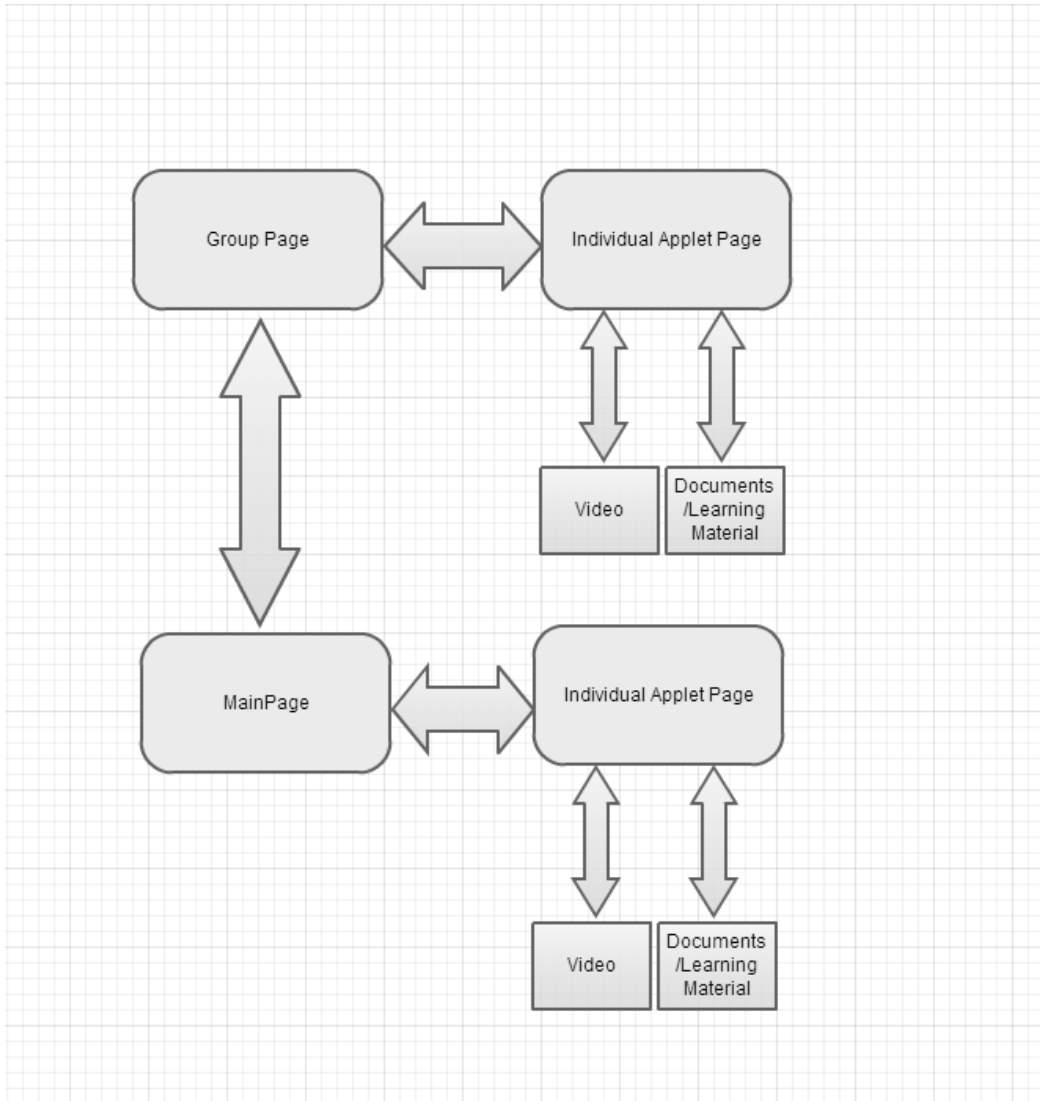 Group Page
Individual Applet Page
Video
Documents
/Learning
Material
MainPage
Individual Applet Page
Video
Documents
/Learning
Material